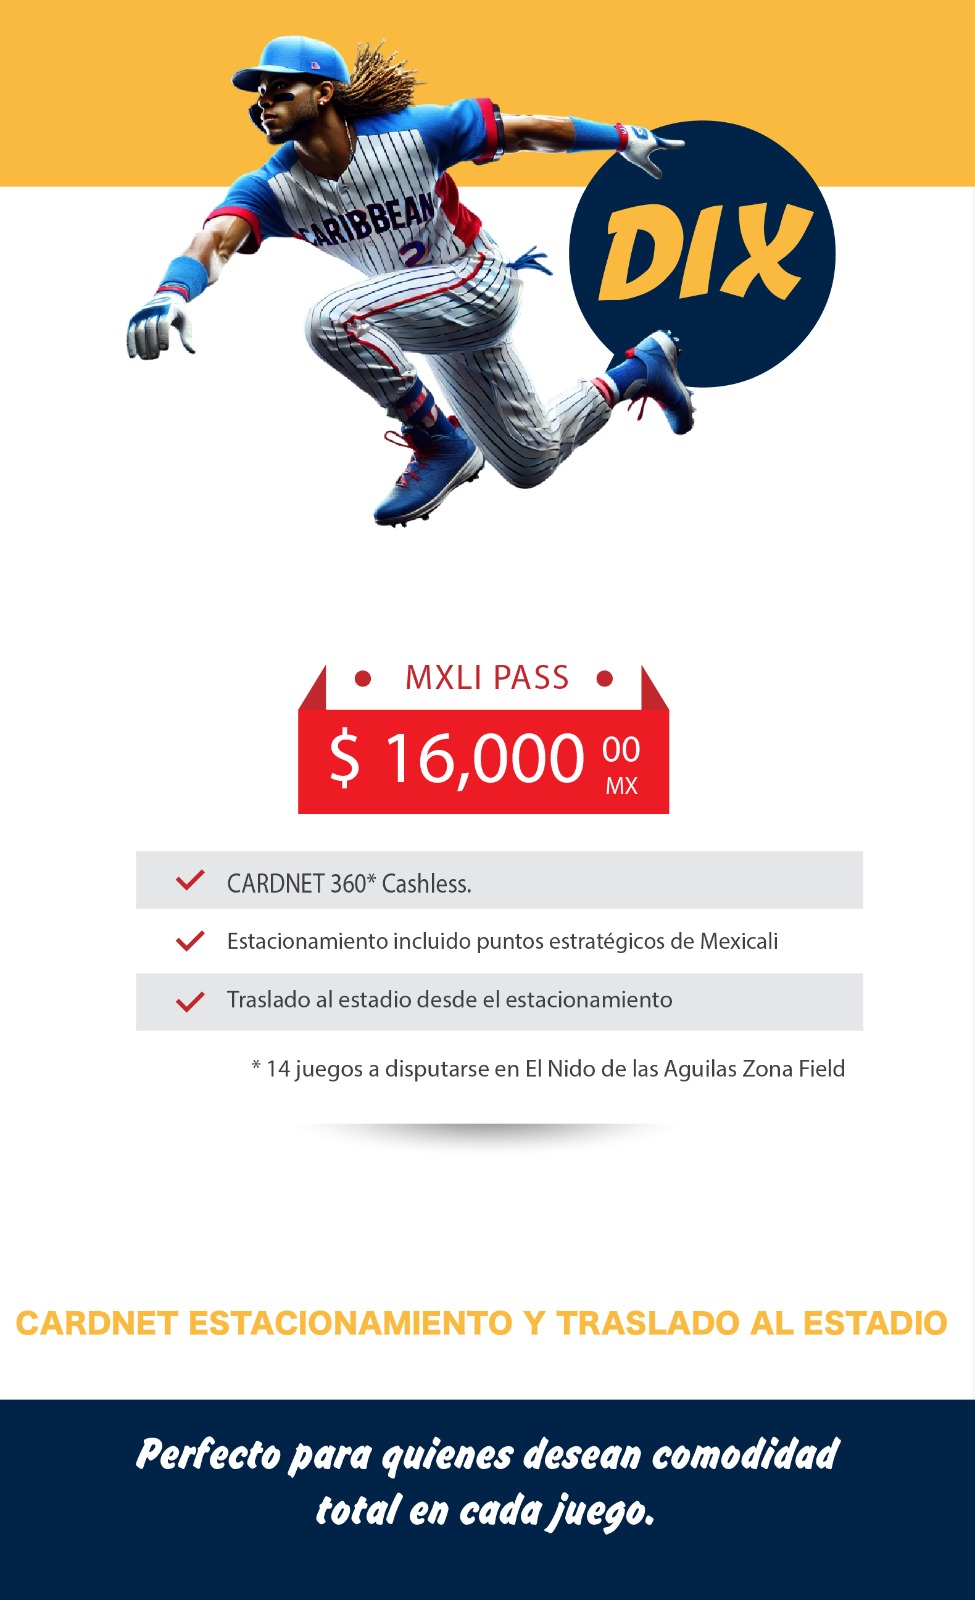 CARIBBEAN
2
DIX
MXLI PASS
$ 16,000 00
MX
CARDNET 360* Cashless.
Estacionamiento incluido puntos estratégicos de Mexicali
Traslado al estadio desde el estacionamiento
* 14 juegos a disputarse en El Nido de las Aguilas Zona Field
CARDNET ESTACIONAMIENTO Y TRASLADO AL ESTADIO
Perfecto para quienes desean comodidad
total en cada juego.